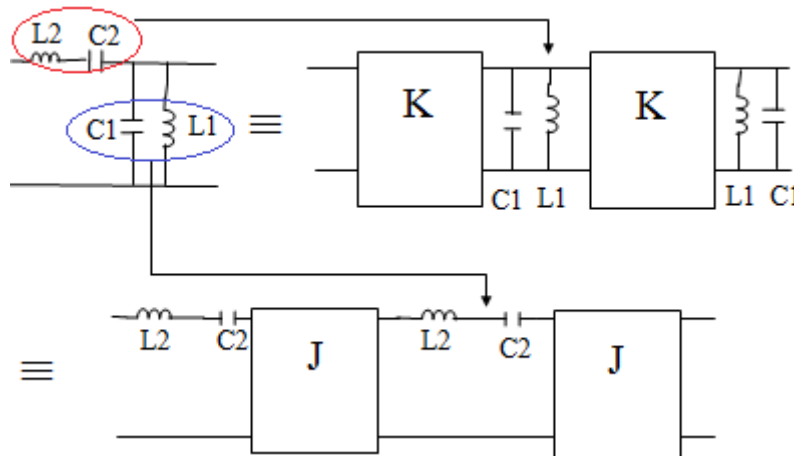 L2 C2
C1 L1
≡
K K
C1 L1 L1 C1
L2 C2 J L2 C2 J
≡